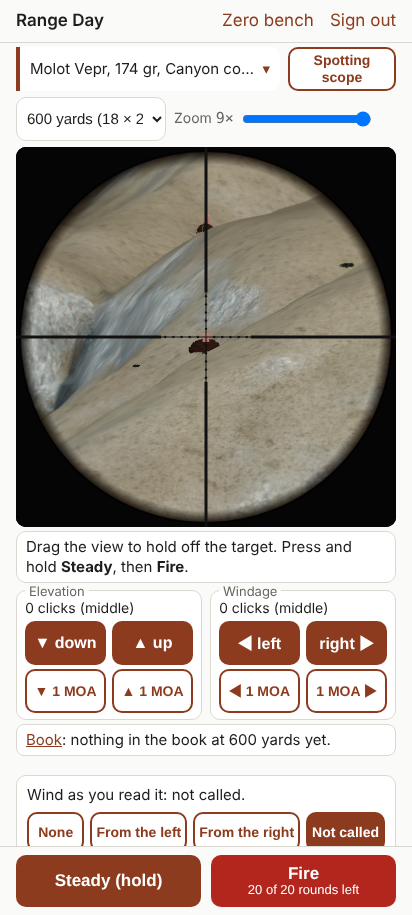 Range Day
Zero bench
Sign out
Molot Vepr, 174 gr, Canyon co... ▼
Spotting
scope
600 yards (18 × 2
Zoom 9×
Drag the view to hold off the target. Press and
hold Steady, then Fire.
Elevation
0 clicks (middle)
▼ down
▲ up
▼ 1 MOA
▲ 1 MOA
Windage
0 clicks (middle)
◀ left
right ▶
◀ 1 MOA
1 MOA ▶
Book: nothing in the book at 600 yards yet.
Wind as you read it: not called.
None
From the left
From the right
Not called
Steady (hold)
Fire
20 of 20 rounds left